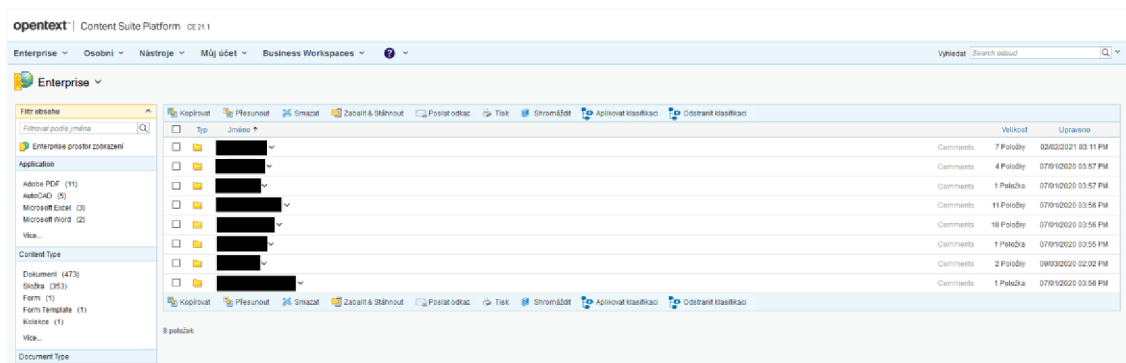 opentext™ | Content Suite Platform CE 21.1
Enterprise Osobní Nástroje Můj účet Business Workspaces ? Vyhledat Search odsud
Enterprise
Filtr obsahu
Filtrovat podle jména
Enterprise prostor zobrazení
Application
Adobe PDF (11)
AutoCAD (5)
Microsoft Excel (3)
Microsoft Word (2)
Více...
Content Type
Dokument (473)
Složka (353)
Form (1)
Form Template (1)
Kolekce (1)
Více...
Document Type
Kopírovat Přesunout Smazat Zabalit & Stáhnout Poslat odkaz Tisk Shromáždit Aplikovat klasifikaci Odstranit klasifikaci
Typ Jméno Velikost Upraveno
Comments 7 Položky 02/02/2021 03:11 PM
Comments 4 Položky 07/01/2020 03:57 PM
Comments 1 Položka 07/01/2020 03:57 PM
Comments 11 Položky 07/01/2020 03:56 PM
Comments 18 Položky 07/01/2020 03:56 PM
Comments 1 Položka 07/01/2020 03:55 PM
Comments 2 Položky 09/03/2020 02:02 PM
Comments 1 Položka 07/01/2020 03:56 PM
Kopírovat Přesunout Smazat Zabalit & Stáhnout Poslat odkaz Tisk Shromáždit Aplikovat klasifikaci Odstranit klasifikaci
8 položek